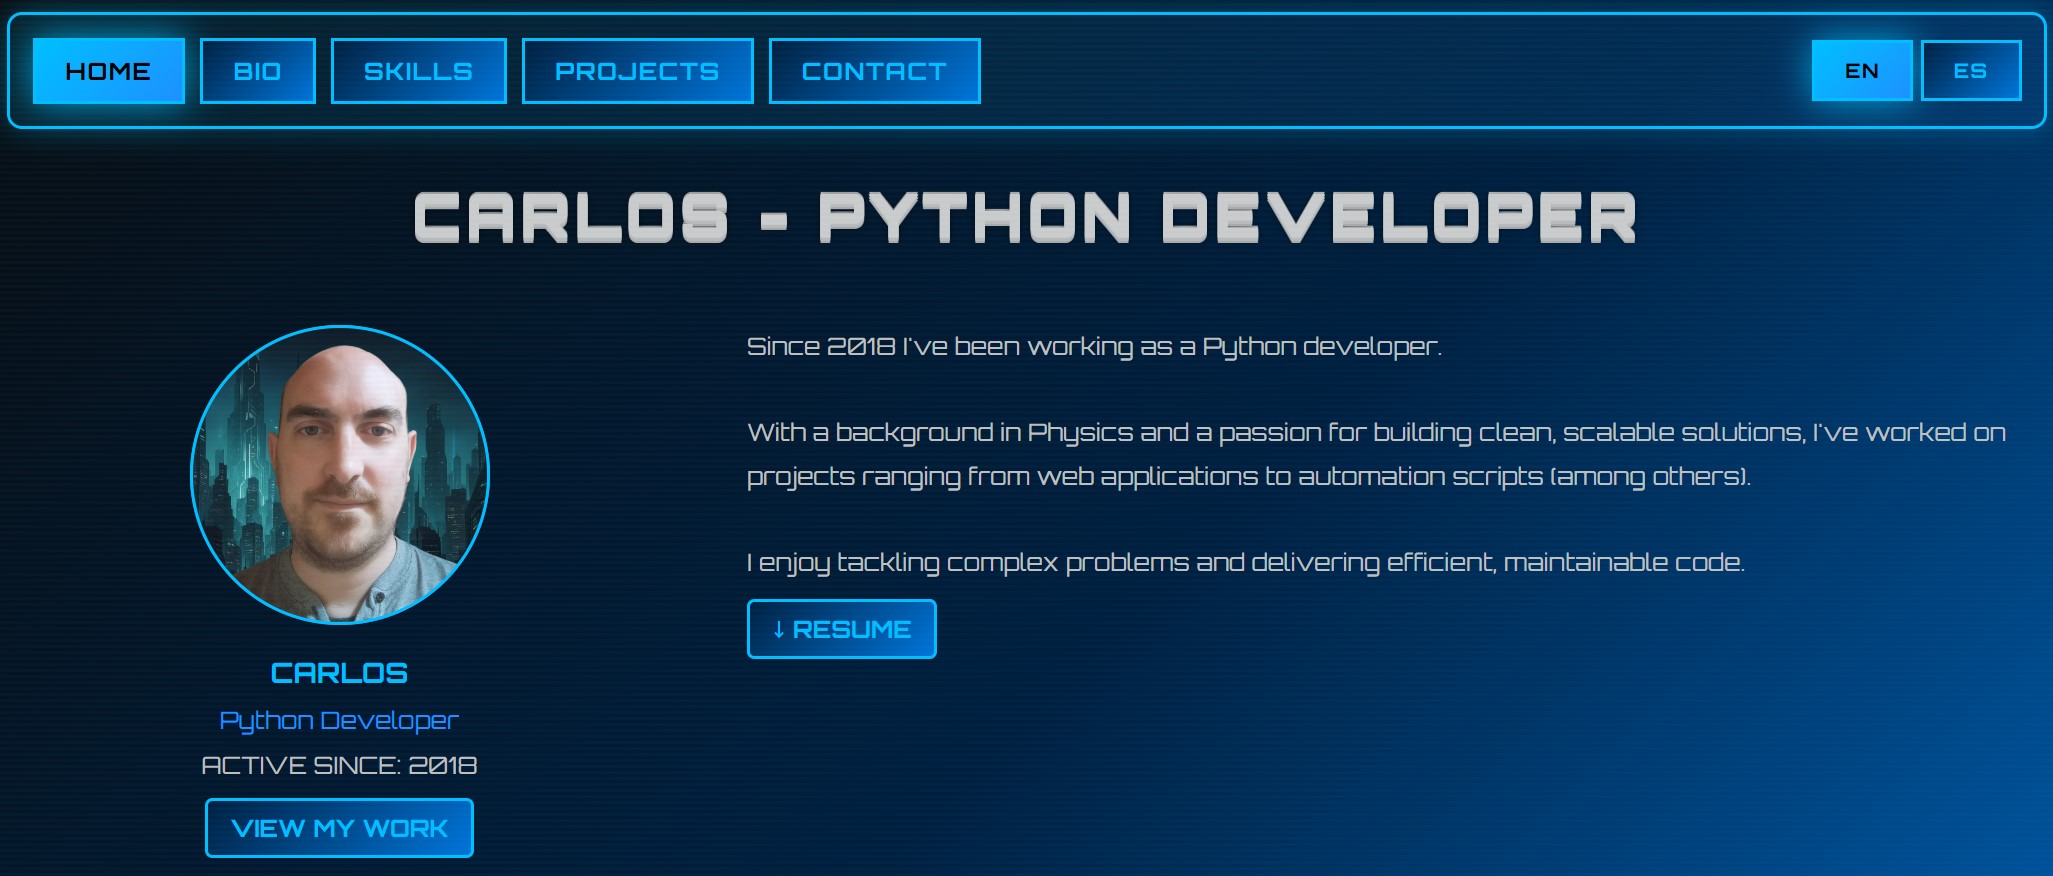 HOME BIO SKILLS PROJECTS CONTACT EN ES
CARLOS - PYTHON DEVELOPER
Since 2018 I've been working as a Python developer.
With a background in Physics and a passion for building clean, scalable solutions, I've worked on
projects ranging from web applications to automation scripts (among others).
I enjoy tackling complex problems and delivering efficient, maintainable code.
↓ RESUME
CARLOS
Python Developer
ACTIVE SINCE: 2018
VIEW MY WORK